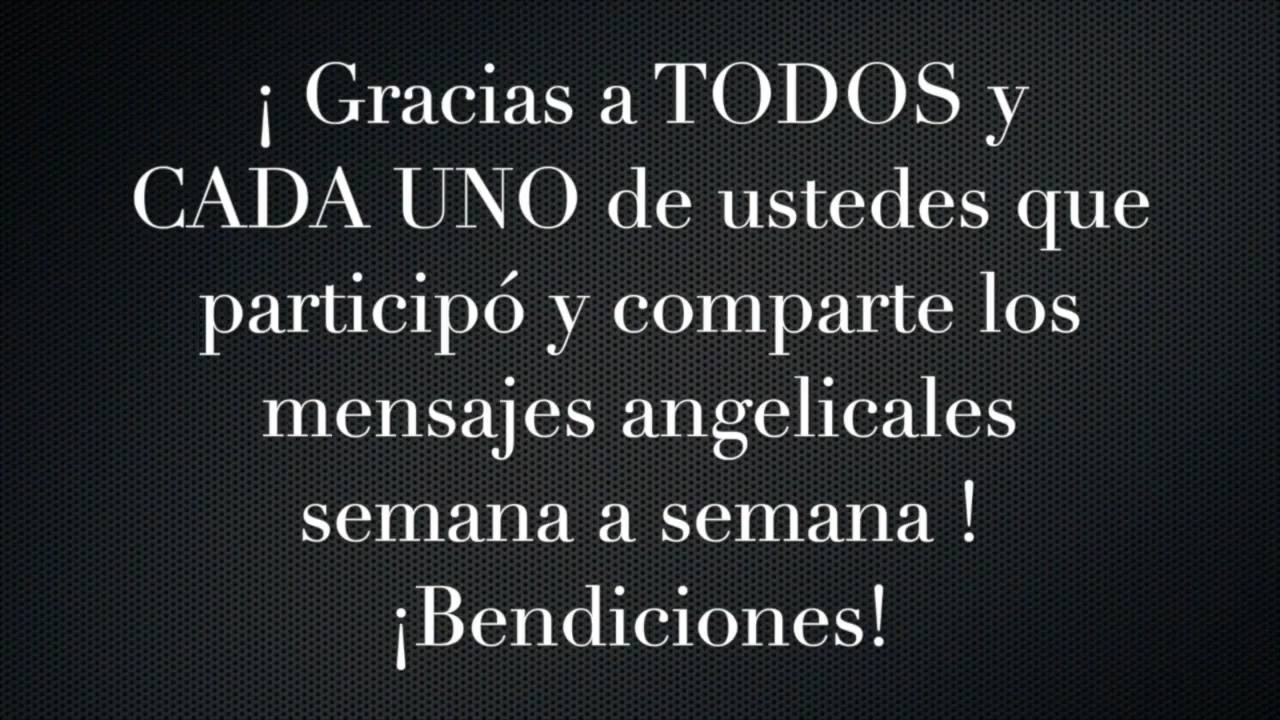 ¡ Gracias a TODOS y
CADA UNO de ustedes que
participó y comparte los
mensajes angelicales
semana a semana !
¡Bendiciones!